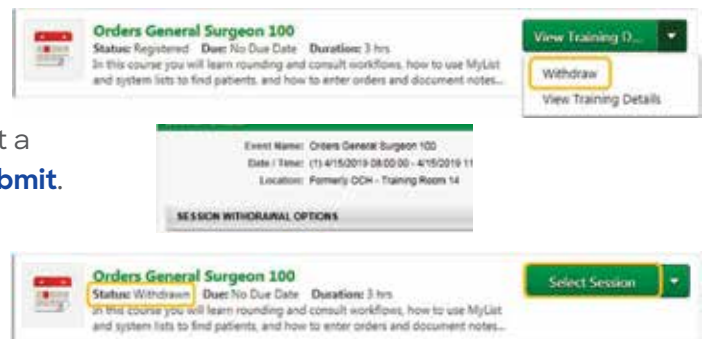 Orders General Surgeon 100
Status: Registered Due: No Due Date Duration: 3 hrs
In this course you will learn rounding and consult workflows, how to use MyList
and system lists to find patients, and how to enter orders and document notes...
View Training D...
Withdraw
View Training Details
t a
bmit.
Event Name: Orders General Surgeon 100
Date / Time: (1) 4/15/2019 08:00:00 - 4/15/2019 11
Location: Formerly OCH - Training Room 14
SESSION WITHDRAWAL OPTIONS
Orders General Surgeon 100
Status: Withdrawn Due: No Due Date Duration: 3 hrs
In this course you will learn rounding and consult workflows, how to use MyList
and system lists to find patients, and how to enter orders and document notes...
Select Session